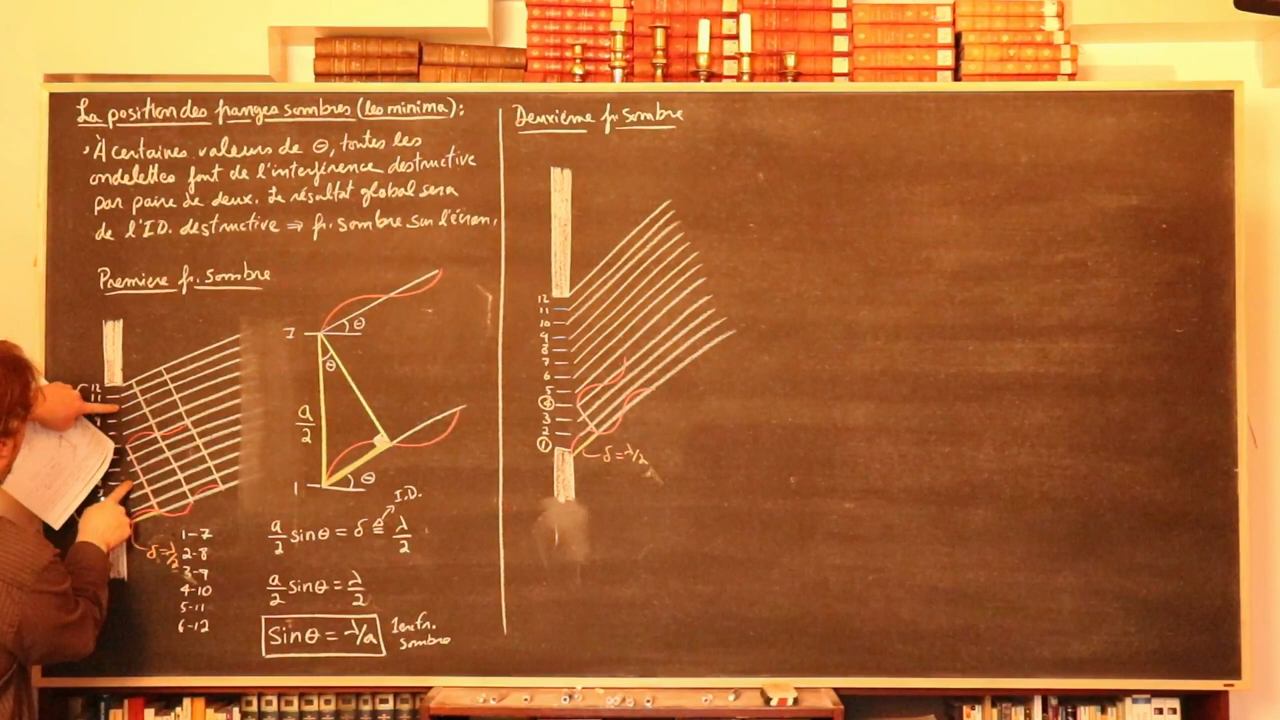 La position des franges sombres (les minima):
• À certaines valeurs de θ, toutes les
ondelettes font de l'interférence destructive
par paire de deux. Le résultat global sera
de l'I.D. destructive ⇒ fr. sombre sur l'écran.
Première fr. sombre
12
11
δ=λ/2
1-7
2-8
3-9
4-10
5-11
6-12
7
θ
θ
a/2
1
θ
I.D.
a/2 sinθ = δ ≙ λ/2
a/2 sinθ = λ/2
Sinθ = λ/a
1ère fr.
sombre
Deuxième fr. sombre
12
11
10
9
8
7
6
5
4
3
2
1
δ=λ/2